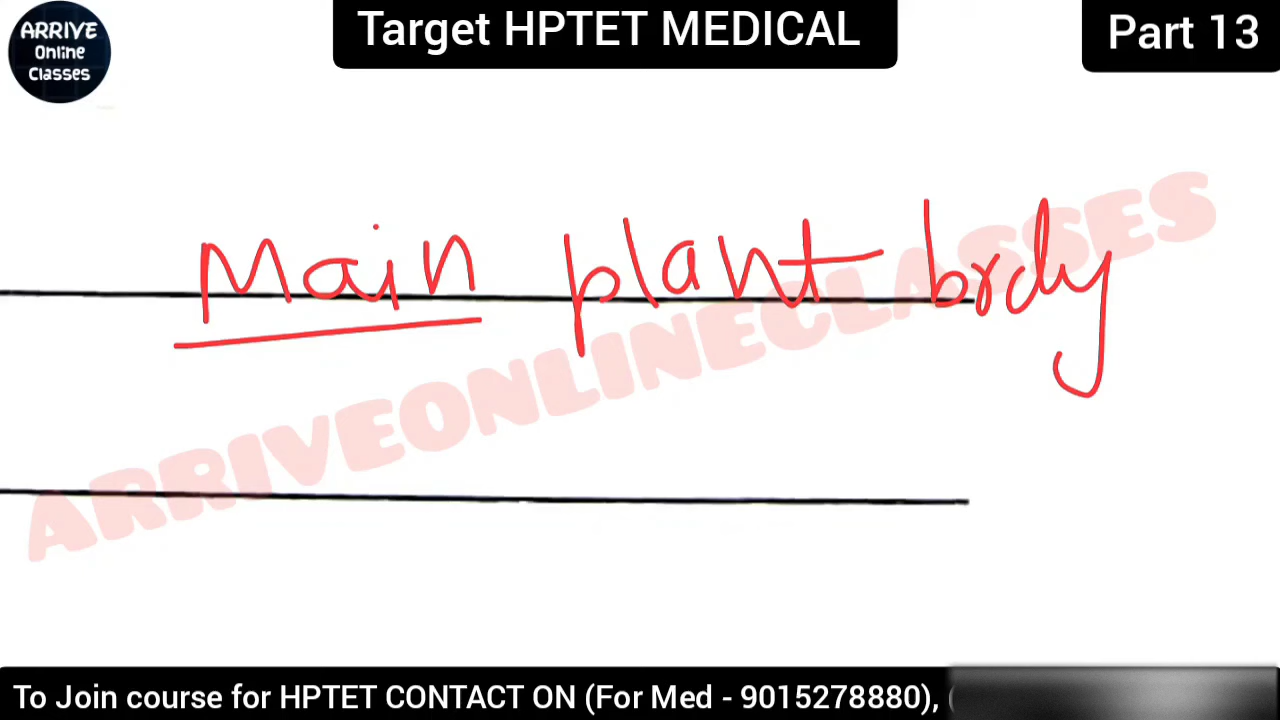 ARRIVE
Online
Classes
Target HPTET MEDICAL
Part 13
Main plant body
ARRIVEONLINECLASSES
To Join course for HPTET CONTACT ON (For Med - 9015278880), (